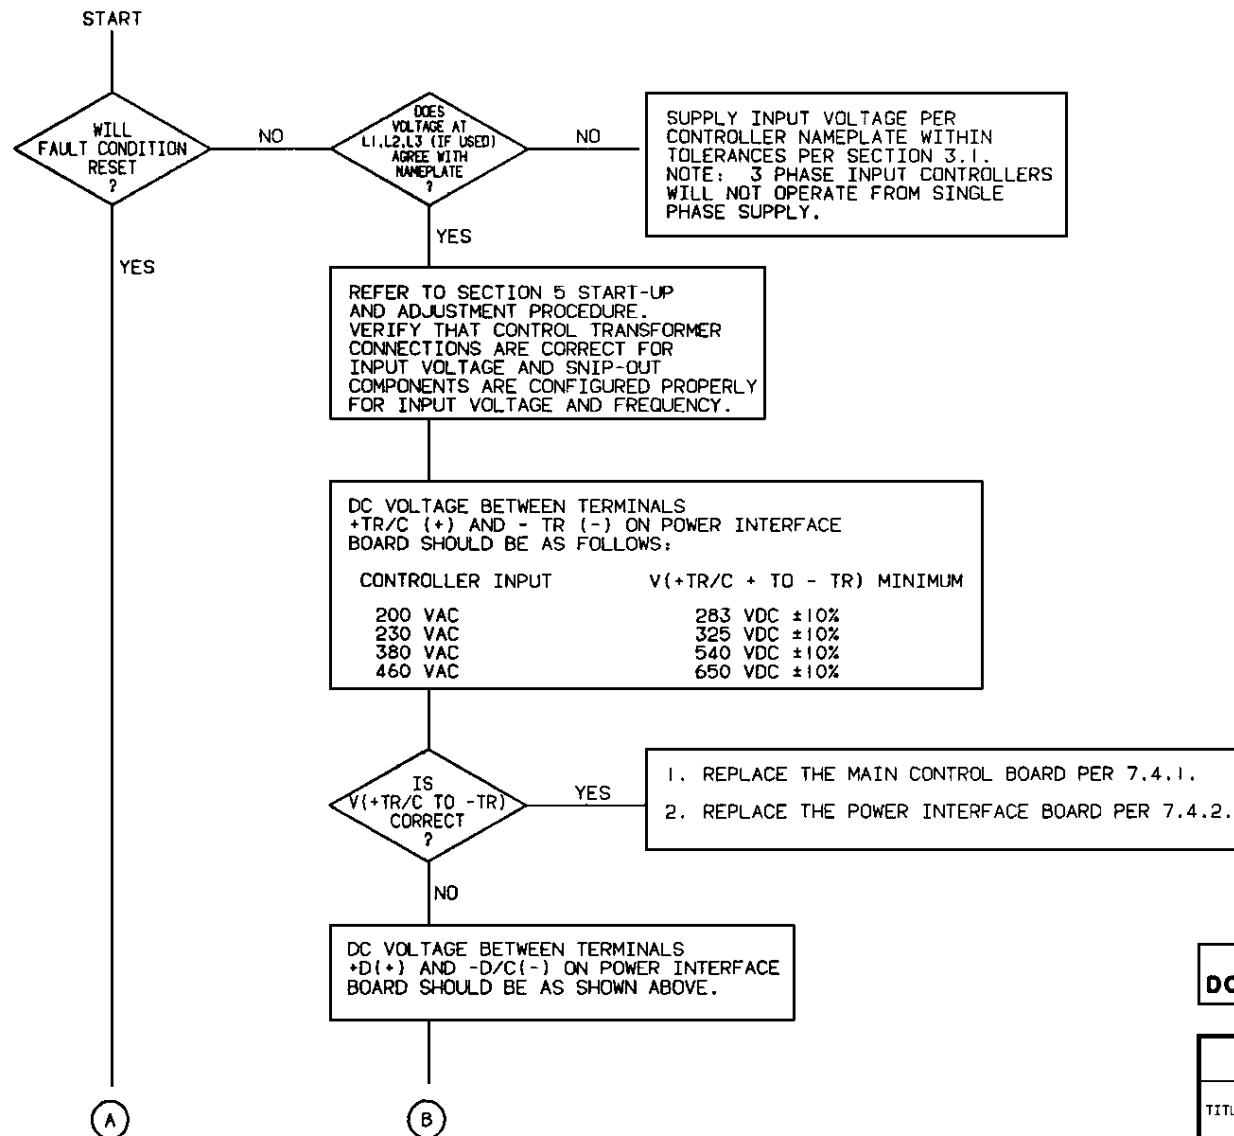 START
WILL
FAULT CONDITION
RESET
?
NO
DOES
VOLTAGE AT
L1,L2,L3 (IF USED)
AGREE WITH
NAMEPLATE
?
NO
SUPPLY INPUT VOLTAGE PER
CONTROLLER NAMEPLATE WITHIN
TOLERANCES PER SECTION 3.1.
NOTE: 3 PHASE INPUT CONTROLLERS
WILL NOT OPERATE FROM SINGLE
PHASE SUPPLY.
YES
YES
REFER TO SECTION 5 START-UP
AND ADJUSTMENT PROCEDURE.
VERIFY THAT CONTROL TRANSFORMER
CONNECTIONS ARE CORRECT FOR
INPUT VOLTAGE AND SNIP-OUT
COMPONENTS ARE CONFIGURED PROPERLY
FOR INPUT VOLTAGE AND FREQUENCY.
DC VOLTAGE BETWEEN TERMINALS
+TR/C (+) AND - TR (-) ON POWER INTERFACE
BOARD SHOULD BE AS FOLLOWS:
CONTROLLER INPUT V(+TR/C + TO - TR) MINIMUM
200 VAC 283 VDC ±10%
230 VAC 325 VDC ±10%
380 VAC 540 VDC ±10%
460 VAC 650 VDC ±10%
IS
V(+TR/C TO -TR)
CORRECT
?
YES
1. REPLACE THE MAIN CONTROL BOARD PER 7.4.1.
2. REPLACE THE POWER INTERFACE BOARD PER 7.4.2.
NO
DC VOLTAGE BETWEEN TERMINALS
+D(+) AND -D/C(-) ON POWER INTERFACE
BOARD SHOULD BE AS SHOWN ABOVE.
A
B